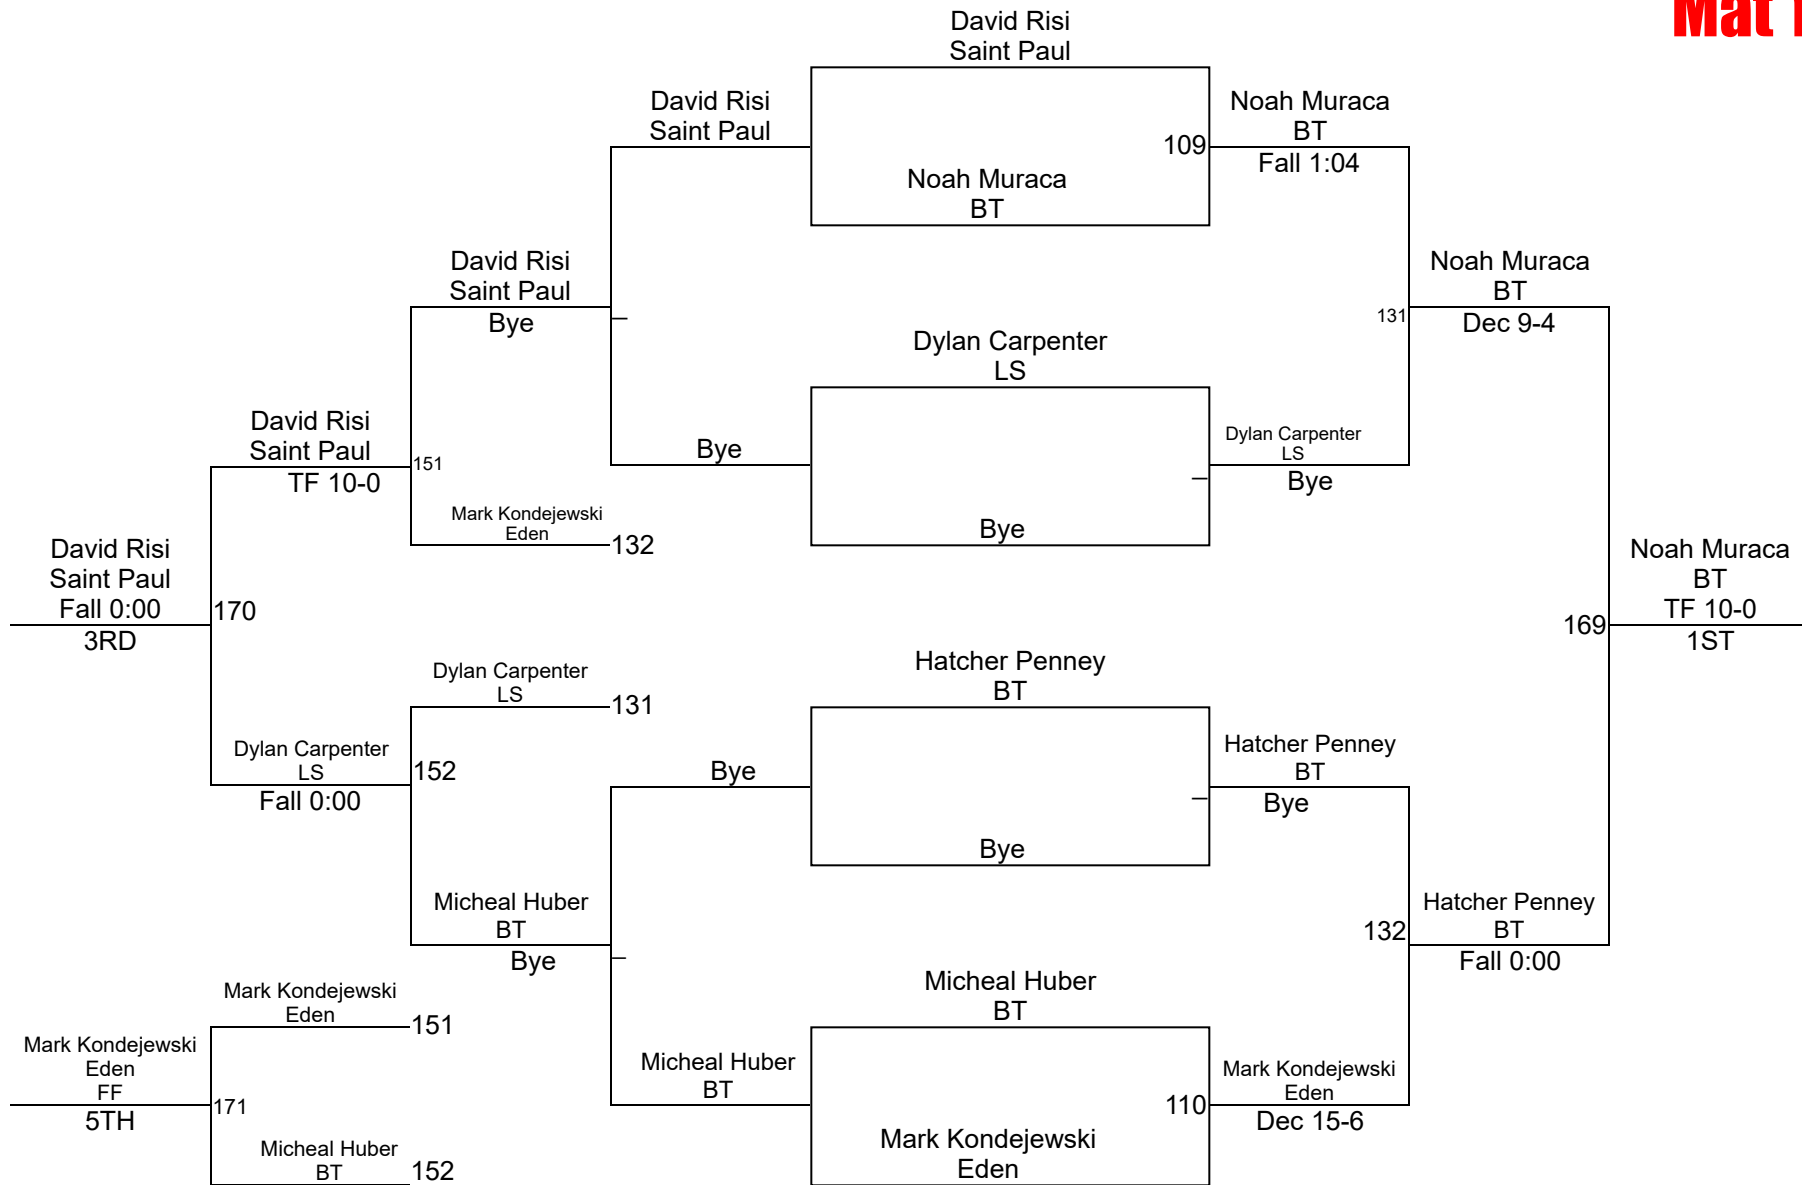 Mat 1
David Risi
Saint Paul
David Risi
Saint Paul
Noah Muraca
BT
109
Fall 1:04
Noah Muraca
BT
David Risi
Saint Paul
Bye
Noah Muraca
BT
131
Dec 9-4
Dylan Carpenter
LS
David Risi
Saint Paul
151
TF 10-0
Bye
Dylan Carpenter
LS
Bye
Mark Kondejewski
Eden
132
Bye
David Risi
Saint Paul
Fall 0:00
170
3RD
Noah Muraca
BT
TF 10-0
169
1ST
Dylan Carpenter
LS
131
Hatcher Penney
BT
Dylan Carpenter
LS
152
Fall 0:00
Bye
Hatcher Penney
BT
Bye
Bye
Micheal Huber
BT
Bye
132
Hatcher Penney
BT
Fall 0:00
Mark Kondejewski
Eden
151
Micheal Huber
BT
Mark Kondejewski
Eden
FF
171
5TH
Micheal Huber
BT
110
Mark Kondejewski
Eden
Dec 15-6
Micheal Huber
BT
152
Mark Kondejewski
Eden